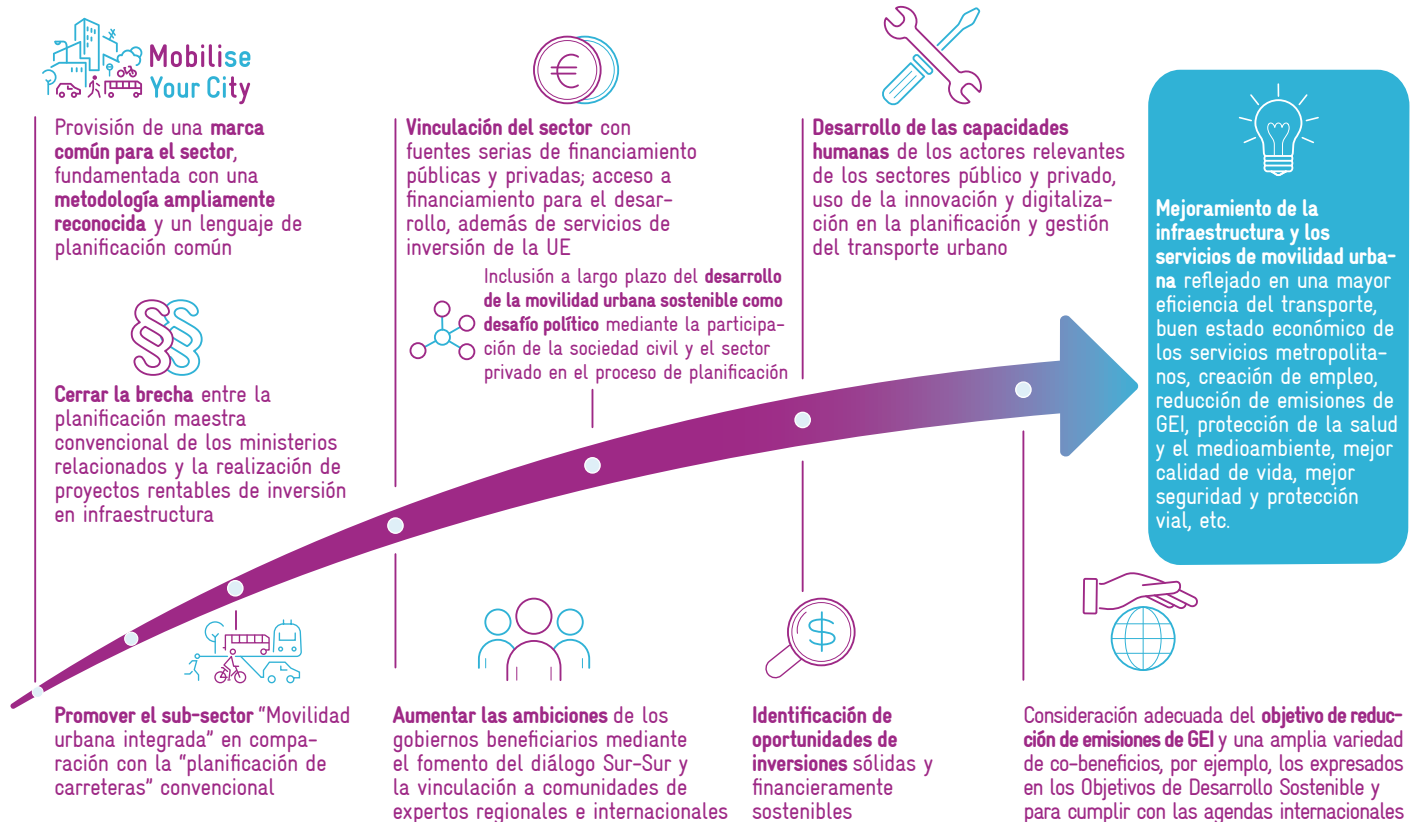 Mobilise
Your City
Provisión de una marca
común para el sector,
fundamentada con una
metodología ampliamente
reconocida y un lenguaje de
planificación común
§§
Cerrar la brecha entre la
planificación maestra
convencional de los ministerios
relacionados y la realización de
proyectos rentables de inversión
en infraestructura
Promover el sub-sector “Movilidad
urbana integrada” en compa-
ración con la “planificación de
carreteras” convencional
€
Vinculación del sector con
fuentes serias de financiamiento
públicas y privadas; acceso a
financiamiento para el desar-
rollo, además de servicios de
inversión de la UE
Inclusión a largo plazo del desarrollo
de la movilidad urbana sostenible como
desafío político mediante la participa-
ción de la sociedad civil y el sector
privado en el proceso de planificación
Aumentar las ambiciones de los
gobiernos beneficiarios mediante
el fomento del diálogo Sur-Sur y
la vinculación a comunidades de
expertos regionales e internacionales
Desarrollo de las capacidades
humanas de los actores relevantes
de los sectores público y privado,
uso de la innovación y digitaliza-
ción en la planificación y gestión
del transporte urbano
$
Identificación de
oportunidades de
inversiones sólidas y
financieramente
sostenibles
Mejoramiento de la
infraestructura y los
servicios de movilidad urba-
na reflejado en una mayor
eficiencia del transporte,
buen estado económico de
los servicios metropolita-
nos, creación de empleo,
reducción de emisiones de
GEI, protección de la salud
y el medioambiente, mejor
calidad de vida, mejor
seguridad y protección
vial, etc.
Consideración adecuada del objetivo de reduc-
ción de emisiones de GEI y una amplia variedad
de co-beneficios, por ejemplo, los expresados
en los Objetivos de Desarrollo Sostenible y
para cumplir con las agendas internacionales